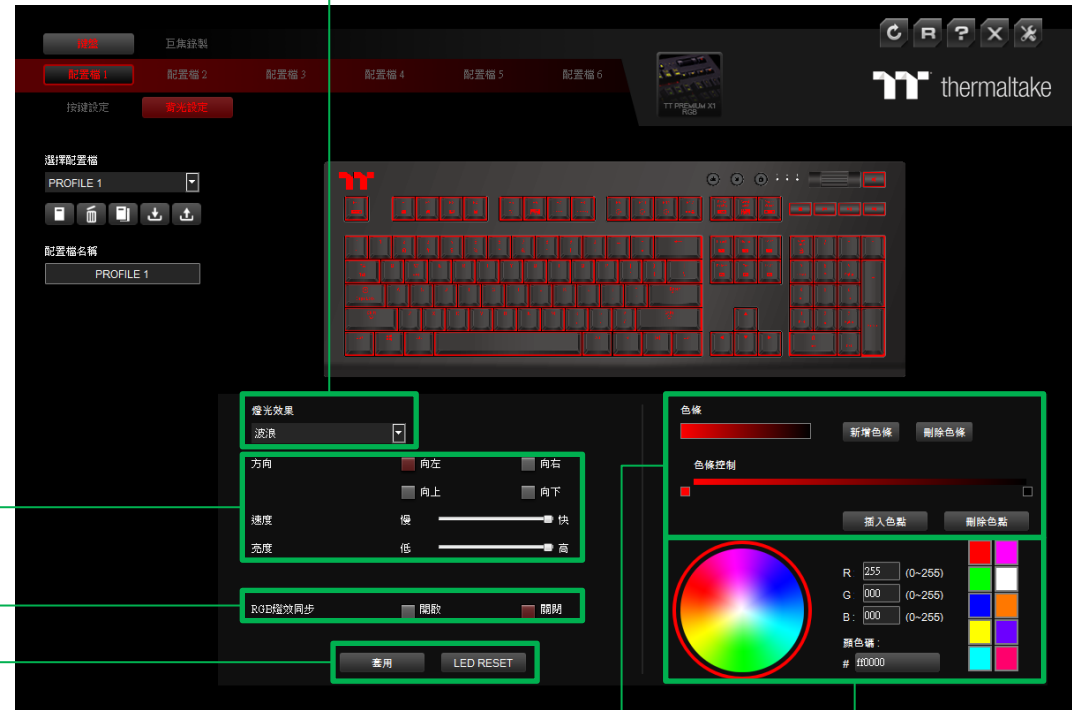 鍵盤
巨集錄製
配置檔 1
配置檔 2
配置檔 3
配置檔 4
配置檔 5
配置檔 6
TT PREMIUM X1
RGB
R ? X
thermaltake
按鍵設定
背光設定
選擇配置檔
PROFILE 1
配置檔名稱
PROFILE 1
燈光效果
波浪
方向 向左 向右
向上 向下
速度 慢 快
亮度 低 高
RGB燈效同步 開啟 關閉
套用 LED RESET
色條
新增色條 刪除色條
色條控制
插入色點 刪除色點
R 255 (0~255)
G 000 (0~255)
B: 000 (0~255)
顏色碼:
# ff0000